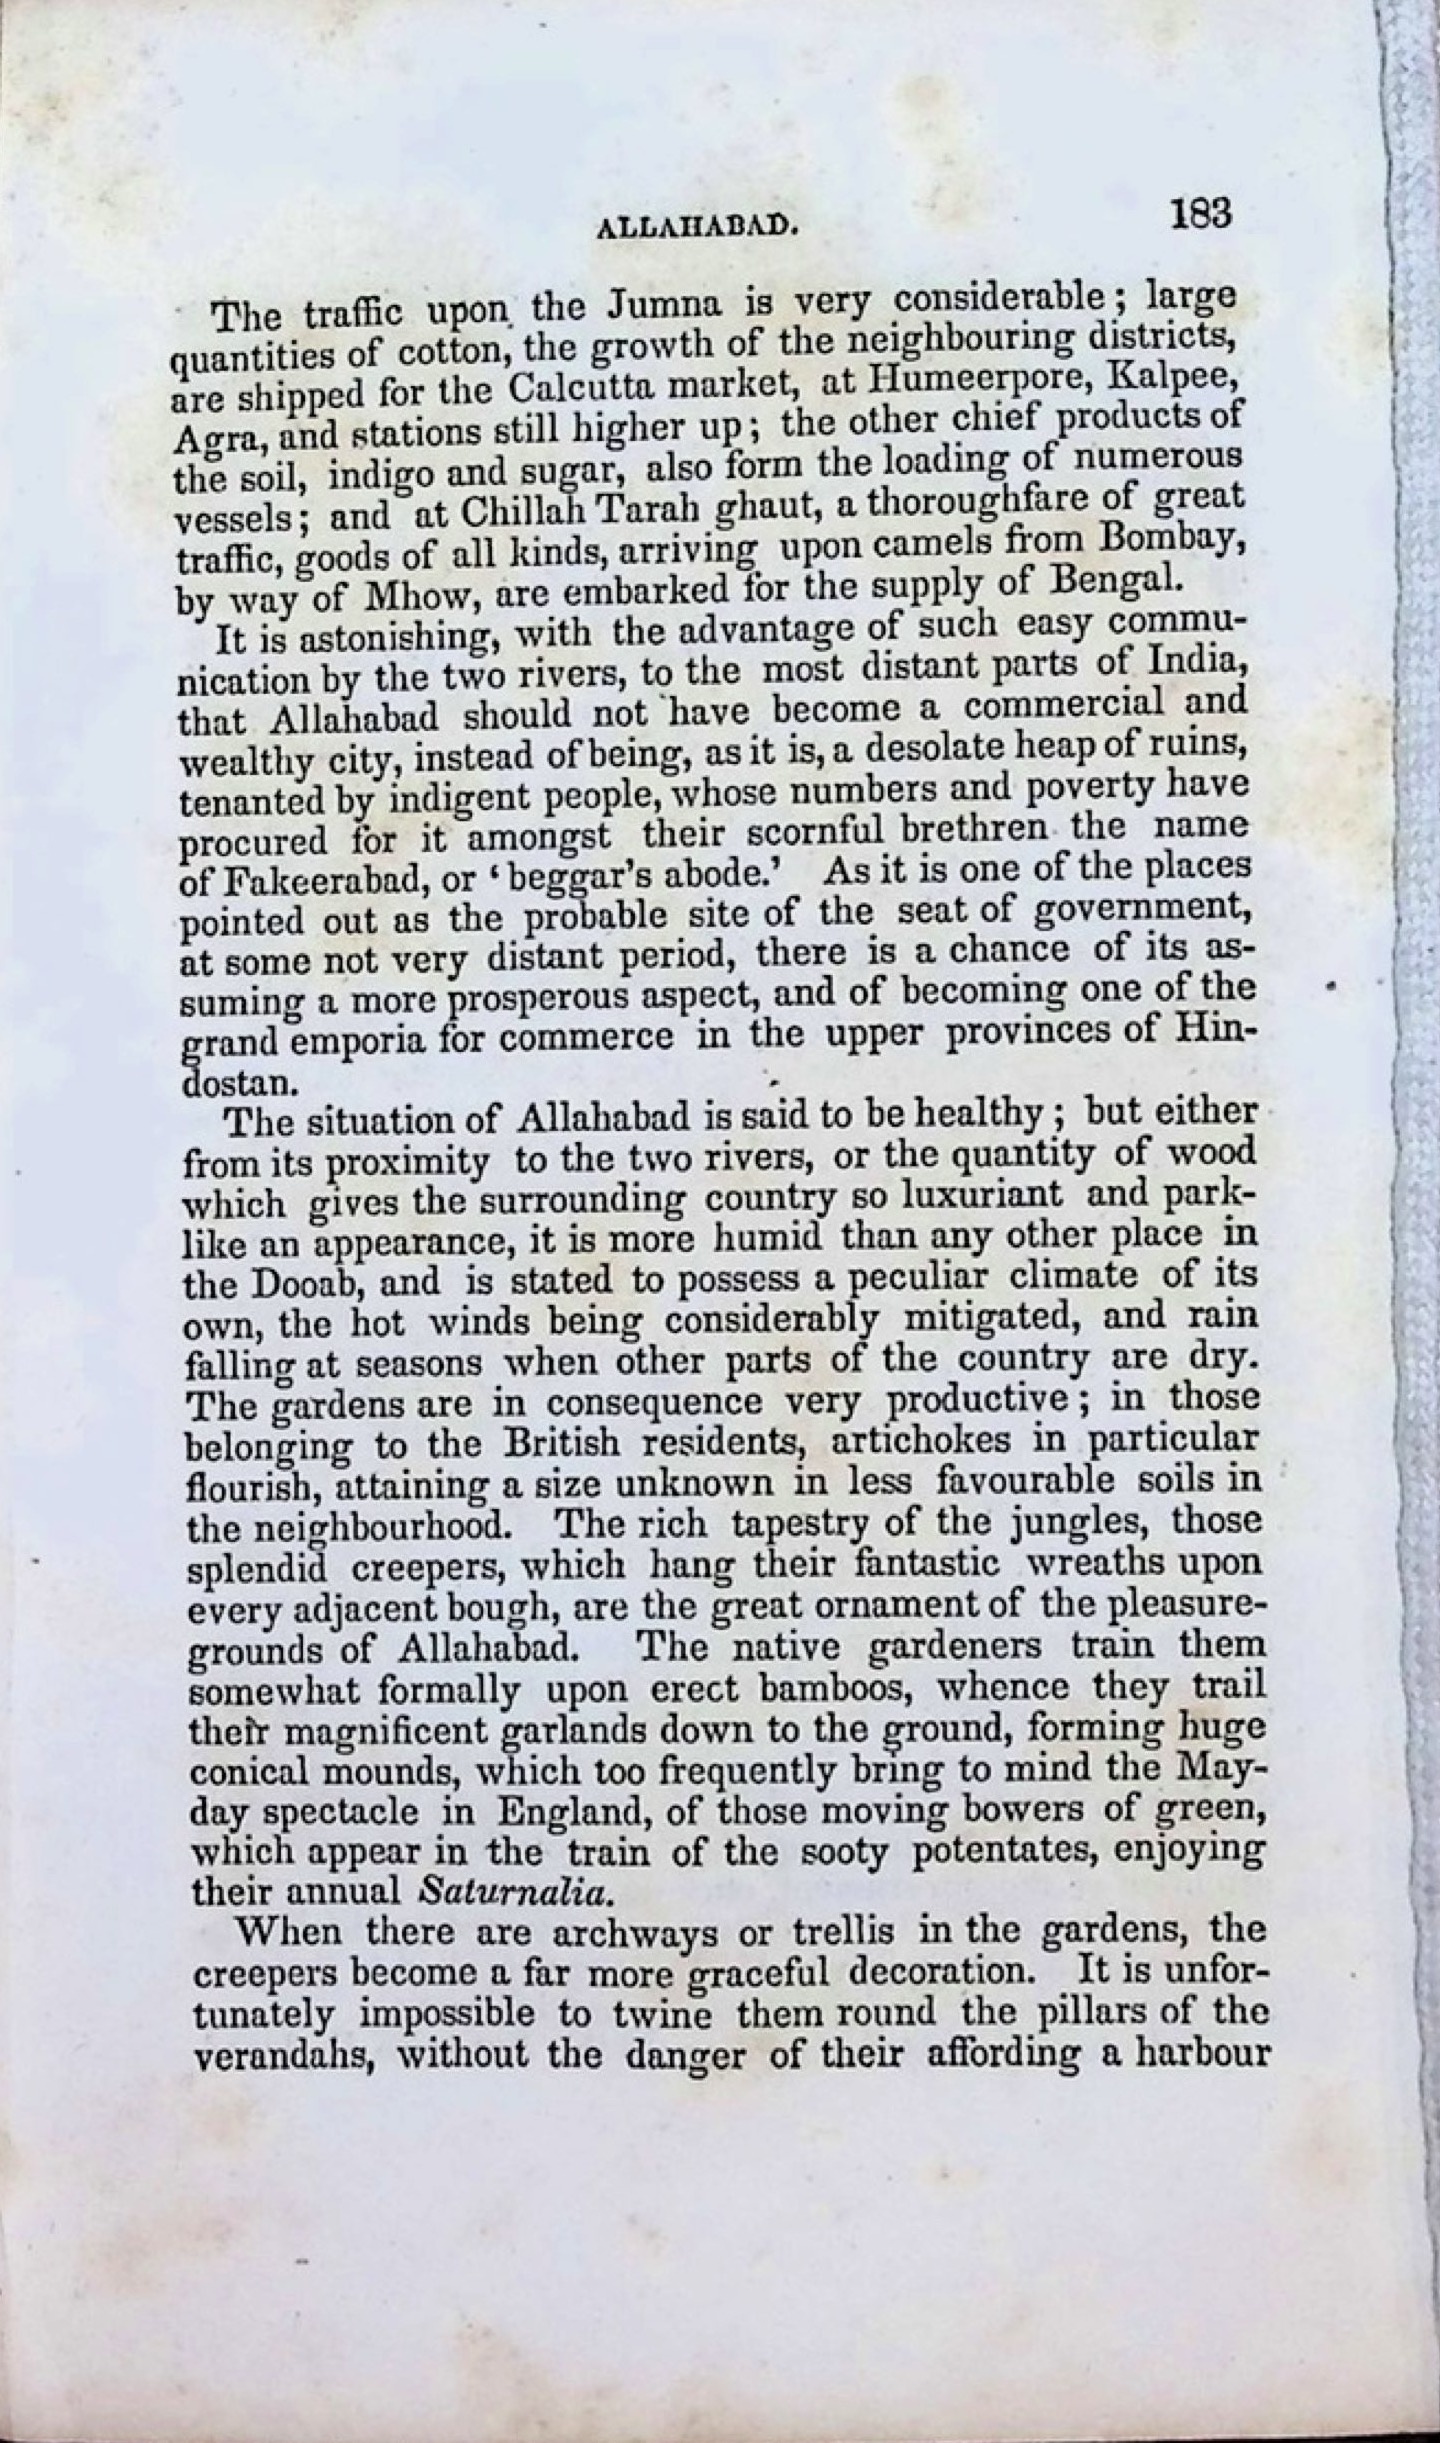 ALLAHABAD. 183
The traffic upon the Jumna is very considerable; large
quantities of cotton, the growth of the neighbouring districts,
are shipped for the Calcutta market, at Humeerpore, Kalpee,
Agra, and stations still higher up; the other chief products of
the soil, indigo and sugar, also form the loading of numerous
vessels; and at Chillah Tarah ghaut, a thoroughfare of great
traffic, goods of all kinds, arriving upon camels from Bombay,
by way of Mhow, are embarked for the supply of Bengal.
It is astonishing, with the advantage of such easy commu-
nication by the two rivers, to the most distant parts of India,
that Allahabad should not have become a commercial and
wealthy city, instead of being, as it is, a desolate heap of ruins,
tenanted by indigent people, whose numbers and poverty have
procured for it amongst their scornful brethren the name
of Fakeerabad, or ‘beggar’s abode.’ As it is one of the places
pointed out as the probable site of the seat of government,
at some not very distant period, there is a chance of its as-
suming a more prosperous aspect, and of becoming one of the
grand emporia for commerce in the upper provinces of Hin-
dostan.
The situation of Allahabad is said to be healthy; but either
from its proximity to the two rivers, or the quantity of wood
which gives the surrounding country so luxuriant and park-
like an appearance, it is more humid than any other place in
the Dooab, and is stated to possess a peculiar climate of its
own, the hot winds being considerably mitigated, and rain
falling at seasons when other parts of the country are dry.
The gardens are in consequence very productive; in those
belonging to the British residents, artichokes in particular
flourish, attaining a size unknown in less favourable soils in
the neighbourhood. The rich tapestry of the jungles, those
splendid creepers, which hang their fantastic wreaths upon
every adjacent bough, are the great ornament of the pleasure-
grounds of Allahabad. The native gardeners train them
somewhat formally upon erect bamboos, whence they trail
their magnificent garlands down to the ground, forming huge
conical mounds, which too frequently bring to mind the May-
day spectacle in England, of those moving bowers of green,
which appear in the train of the sooty potentates, enjoying
their annual Saturnalia.
When there are archways or trellis in the gardens, the
creepers become a far more graceful decoration. It is unfor-
tunately impossible to twine them round the pillars of the
verandahs, without the danger of their affording a harbour